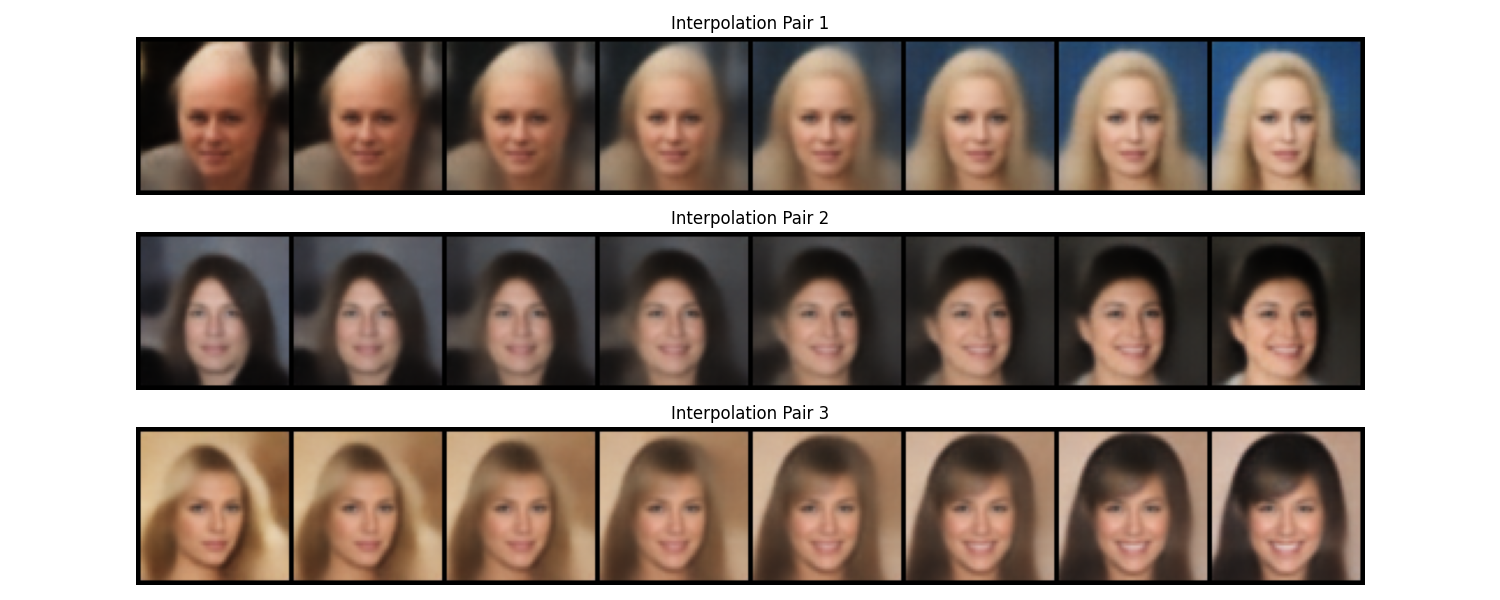 Interpolation Pair 1
Interpolation Pair 2
Interpolation Pair 3